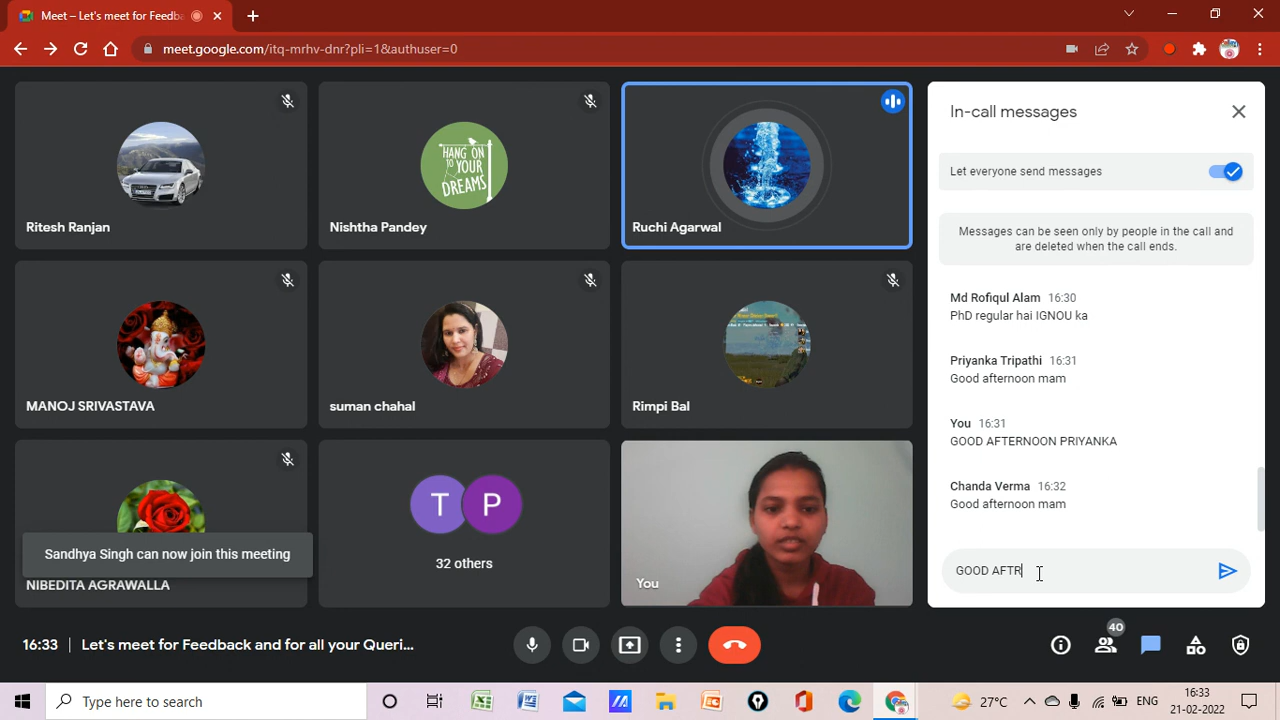 Meet – Let's meet for Feedba
meet.google.com/itq-mrhv-dnr?pli=1&authuser=0
Ritesh Ranjan
HANG ON
TO
YOUR
DREAMS
Nishtha Pandey
Ruchi Agarwal
MANOJ SRIVASTAVA
suman chahal
Rimpi Bal
Sandhya Singh can now join this meeting
NIBEDITA AGRAWALLA
T
P
32 others
You
In-call messages
Let everyone send messages
Messages can be seen only by people in the call and
are deleted when the call ends.
Md Rofiqul Alam 16:30
PhD regular hai IGNOU ka
Priyanka Tripathi 16:31
Good afternoon mam
You 16:31
GOOD AFTERNOON PRIYANKA
Chanda Verma 16:32
Good afternoon mam
GOOD AFTR
16:33
Let's meet for Feedback and for all your Queri...
40
Type here to search
27°C
ENG
6:33
21-02-2022